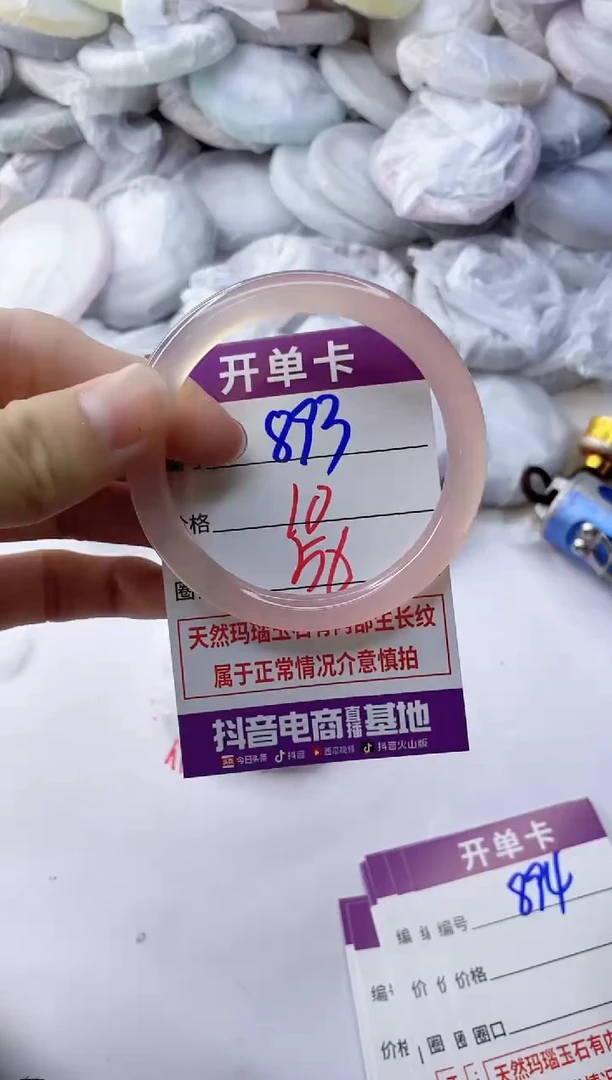 开单卡
893
价格
10
圈
56
天然玛瑙玉石有内部生长纹
属于正常情况介意慎拍
抖音电商直播基地
今日头条 抖音 西瓜视频 抖音火山版
开单卡
编号 894
价格
圈口
天然玛瑙玉石有内